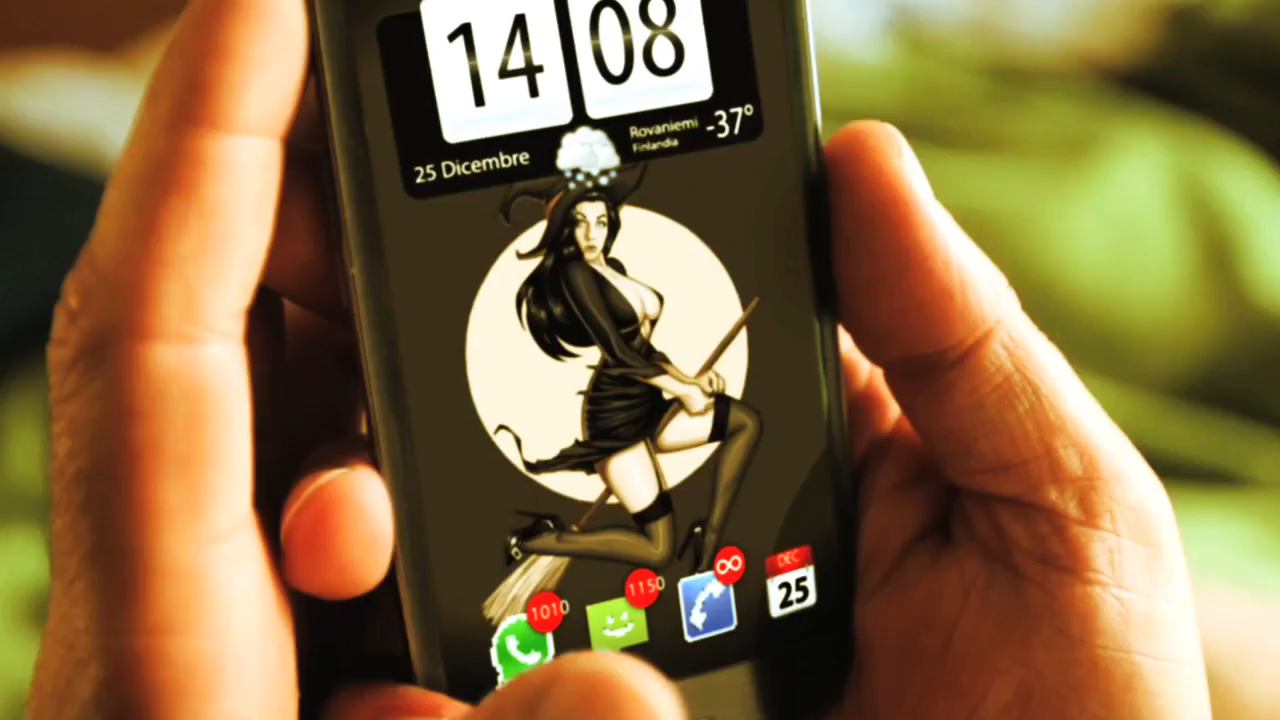 14 08
25 Dicembre
Rovaniemi
Finlandia
-37°
1010
1150
∞
DEC
25